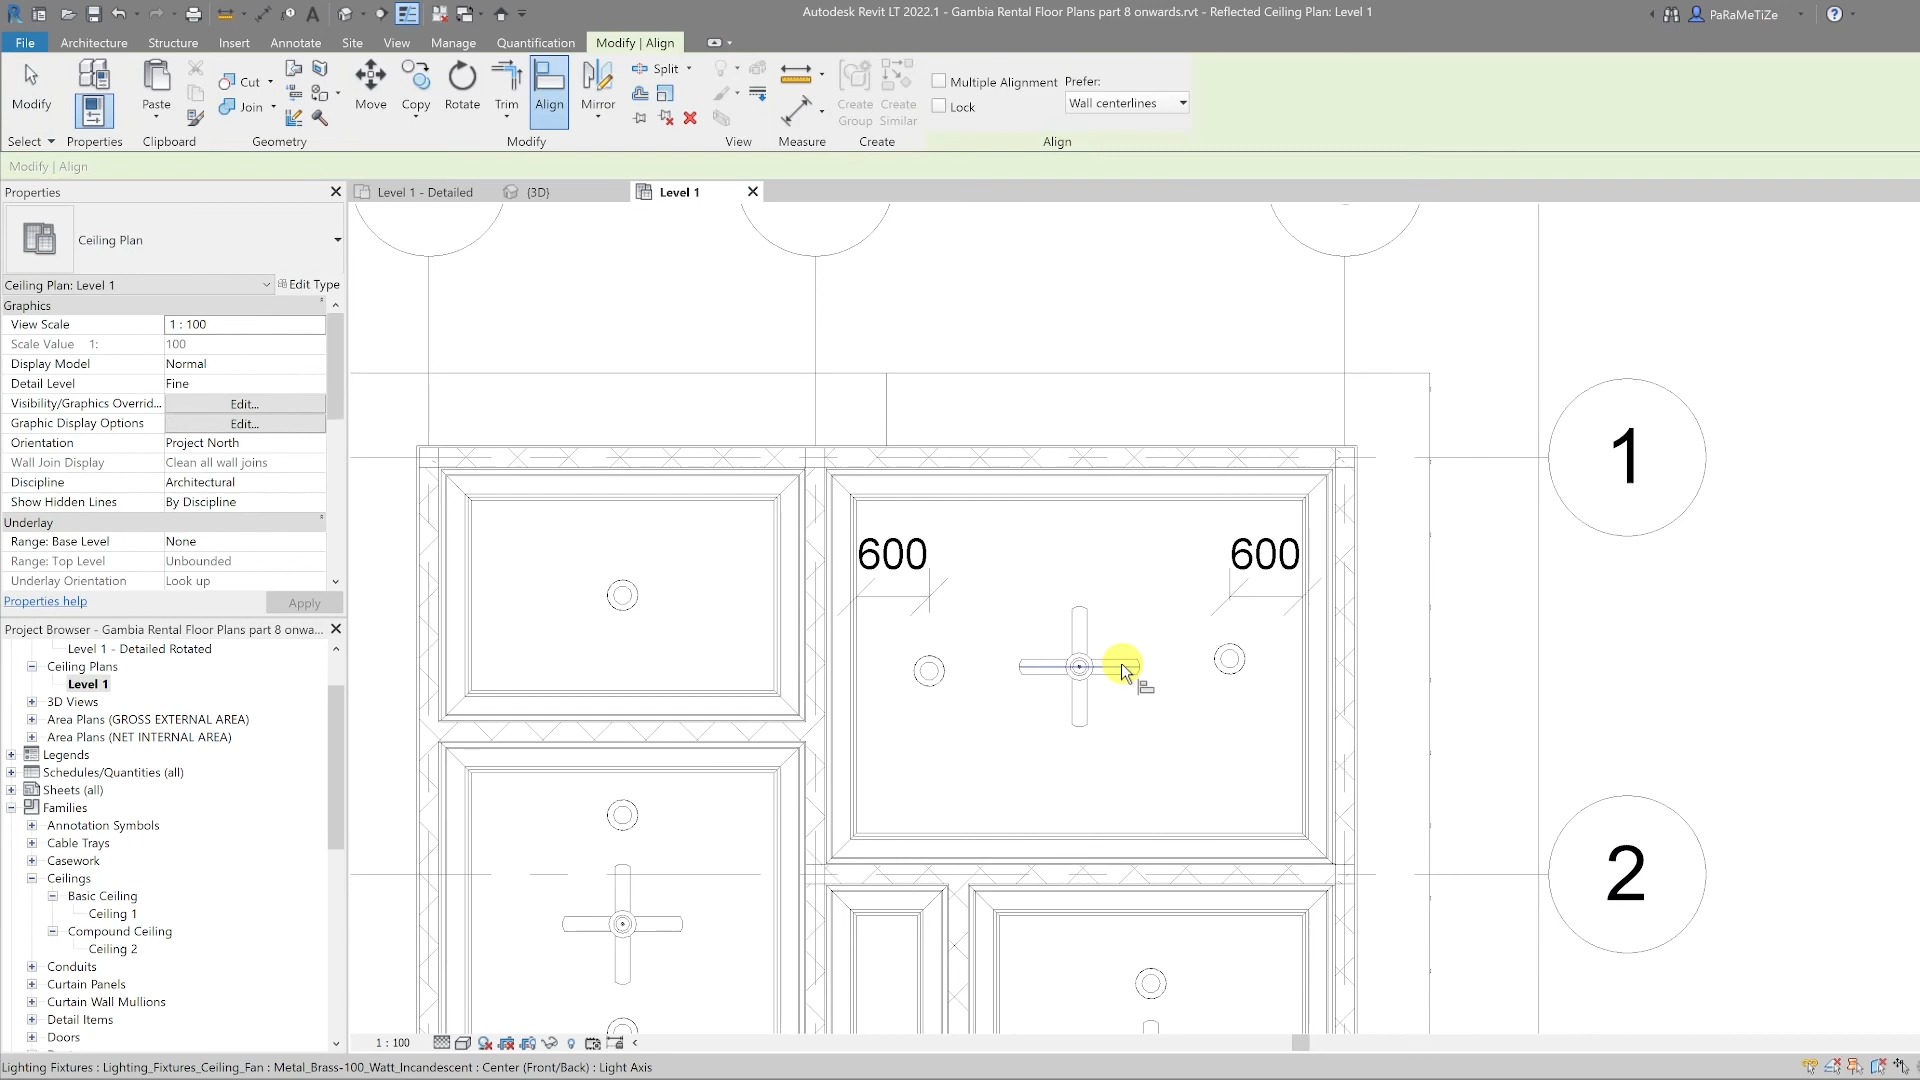 Autodesk Revit LT 2022.1 - Gambia Rental Floor Plans part 8 onwards.rvt - Reflected Ceiling Plan: Level 1
PaRaMeTiZe
File Architecture Structure Insert Annotate Site View Manage Quantification Modify | Align
Modify Paste Cut Join Move Copy Rotate Trim Align Mirror Split Create Group Create Similar
Multiple Alignment Prefer:
Lock Wall centerlines
Select Properties Clipboard Geometry Modify View Measure Create Align
Modify | Align
Properties
Level 1 - Detailed {3D} Level 1
Ceiling Plan
Ceiling Plan: Level 1 Edit Type
Graphics
View Scale 1 : 100
Scale Value 1: 100
Display Model Normal
Detail Level Fine
Visibility/Graphics Overrid... Edit...
Graphic Display Options Edit...
Orientation Project North
Wall Join Display Clean all wall joins
Discipline Architectural
Show Hidden Lines By Discipline
Underlay
Range: Base Level None
Range: Top Level Unbounded
Underlay Orientation Look up
Properties help Apply
Project Browser - Gambia Rental Floor Plans part 8 onwa...
Level 1 - Detailed Rotated
Ceiling Plans
Level 1
3D Views
Area Plans (GROSS EXTERNAL AREA)
Area Plans (NET INTERNAL AREA)
Legends
Schedules/Quantities (all)
Sheets (all)
Families
Annotation Symbols
Cable Trays
Casework
Ceilings
Basic Ceiling
Ceiling 1
Compound Ceiling
Ceiling 2
Conduits
Curtain Panels
Curtain Wall Mullions
Detail Items
Doors
600 600
1
2
1 : 100
Lighting Fixtures : Lighting_Fixtures_Ceiling_Fan : Metal_Brass-100_Watt_Incandescent : Center (Front/Back) : Light Axis